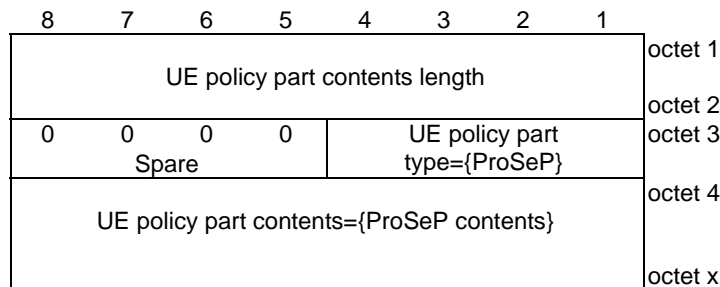 8 7 6 5 4 3 2 1
octet 1
UE policy part contents length
octet 2
0 0 0 0 UE policy part octet 3
Spare type={ProSeP}
octet 4
UE policy part contents={ProSeP contents}
octet x